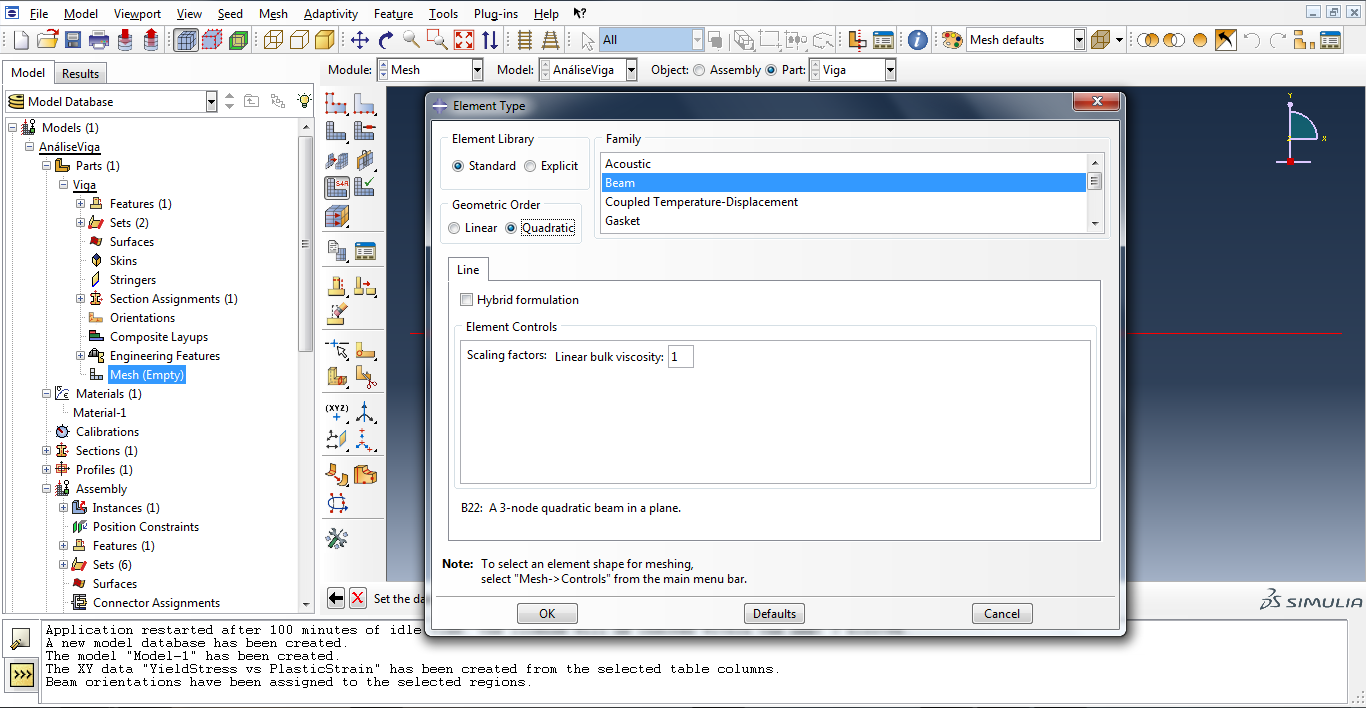 File Model Viewport View Seed Mesh Adaptivity Feature Tools Plug-ins Help
All Mesh defaults
Model Results Module: Mesh Model: AnáliseViga Object: Assembly Part: Viga
Model Database
Models (1)
AnáliseViga
Parts (1)
Viga
Features (1)
Sets (2)
Surfaces
Skins
Stringers
Section Assignments (1)
Orientations
Composite Layups
Engineering Features
Mesh (Empty)
Materials (1)
Material-1
Calibrations
Sections (1)
Profiles (1)
Assembly
Instances (1)
Position Constraints
Features (1)
Sets (6)
Surfaces
Connector Assignments
S4R
(XYZ)
Element Type
Element Library
Standard Explicit
Geometric Order
Linear Quadratic
Family
Acoustic
Beam
Coupled Temperature-Displacement
Gasket
Line
Hybrid formulation
Element Controls
Scaling factors: Linear bulk viscosity: 1
B22: A 3-node quadratic beam in a plane.
Note: To select an element shape for meshing,
select "Mesh->Controls" from the main menu bar.
OK Defaults Cancel
Y
X
Set the da
SIMULIA
Application restarted after 100 minutes of idle
A new model database has been created.
The model "Model-1" has been created.
The XY data "YieldStress vs PlasticStrain" has been created from the selected table columns.
Beam orientations have been assigned to the selected regions.
>>>